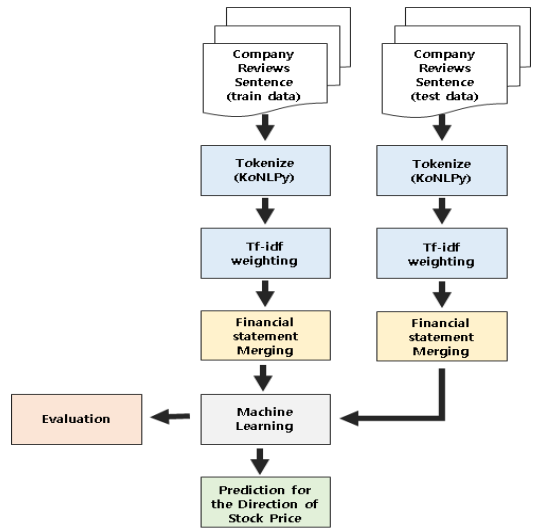 Company
Reviews
Sentence
(train data)
Company
Reviews
Sentence
(test data)
Tokenize
(KoNLPy)
Tokenize
(KoNLPy)
Tf-idf
weighting
Tf-idf
weighting
Financial
statement
Merging
Financial
statement
Merging
Evaluation
Machine
Learning
Prediction for
the Direction of
Stock Price